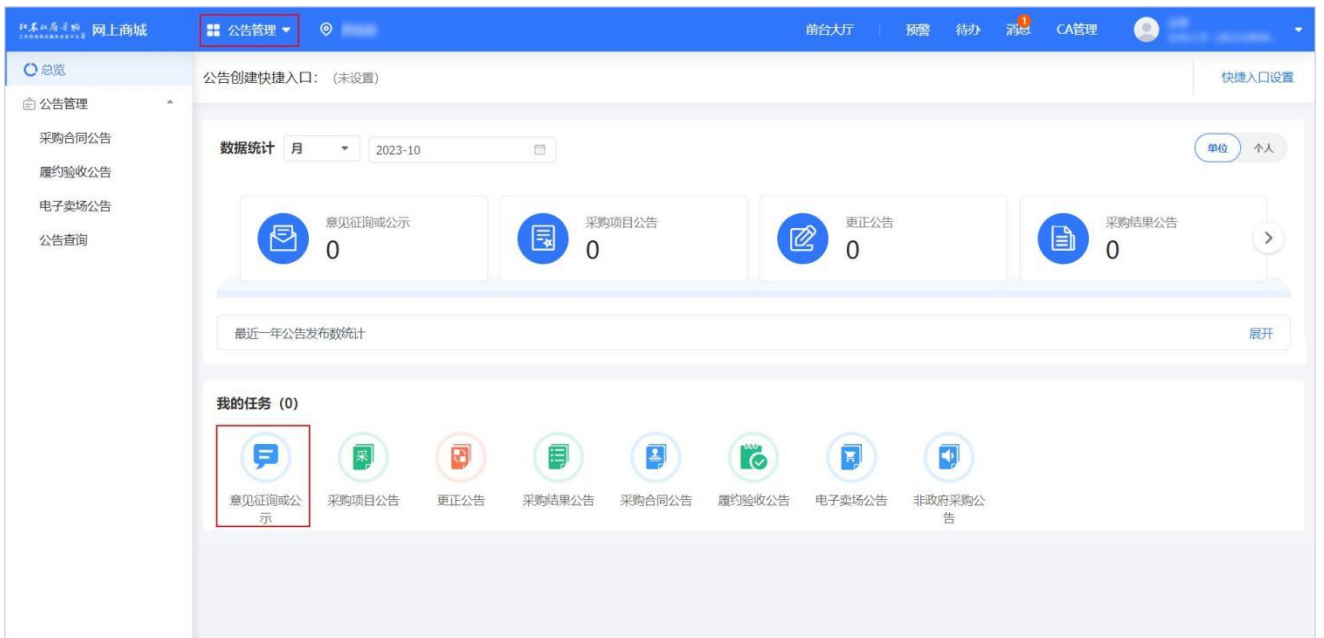 网上商城
公告管理
前台大厅
预警
待办
消息
1
CA管理
总览
公告管理
采购合同公告
履约验收公告
电子卖场公告
公告查询
公告创建快捷入口： (未设置)
快捷入口设置
数据统计
月
2023-10
单位
个人
意见征询或公示
0
采购项目公告
0
更正公告
0
采购结果公告
0
最近一年公告发布数统计
展开
我的任务（0）
意见征询或公
示
采购项目公告
更正公告
采购结果公告
采购合同公告
履约验收公告
电子卖场公告
非政府采购公
告
采